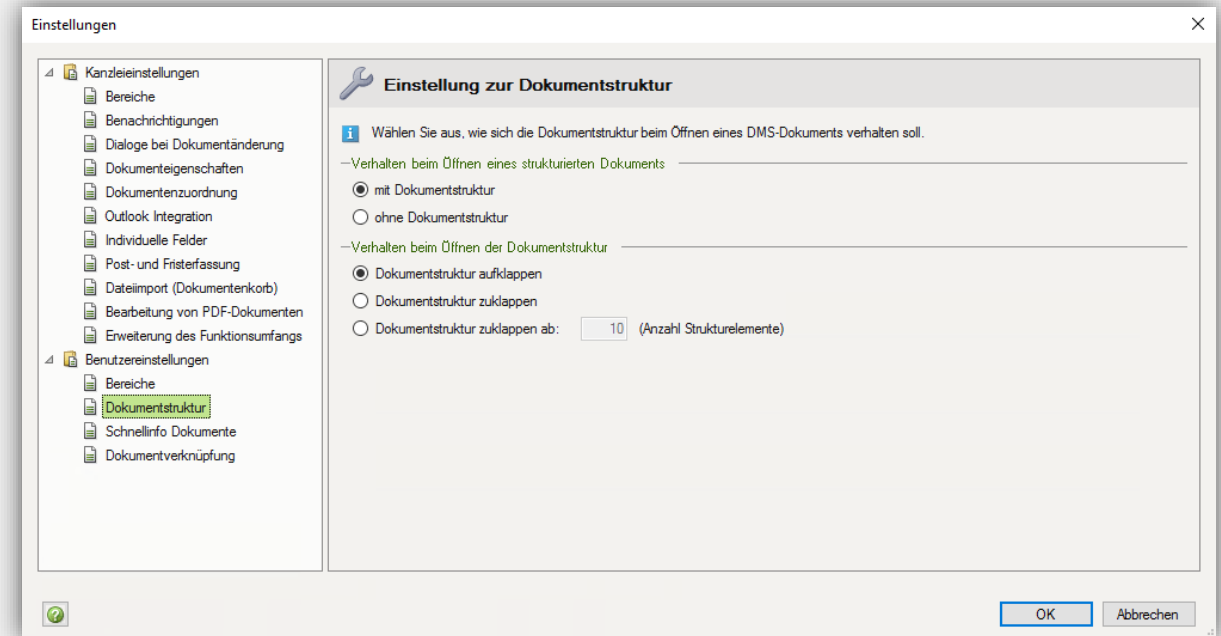 Einstellungen
Kanzleieinstellungen
Bereiche
Benachrichtigungen
Dialoge bei Dokumentänderung
Dokumenteigenschaften
Dokumentenzuordnung
Outlook Integration
Individuelle Felder
Post- und Fristerfassung
Dateiimport (Dokumentenkorb)
Bearbeitung von PDF-Dokumenten
Erweiterung des Funktionsumfangs
Benutzereinstellungen
Bereiche
Dokumentstruktur
Schnellinfo Dokumente
Dokumentverknüpfung
Einstellung zur Dokumentstruktur
Wählen Sie aus, wie sich die Dokumentstruktur beim Öffnen eines DMS-Dokuments verhalten soll.
Verhalten beim Öffnen eines strukturierten Dokuments
mit Dokumentstruktur
ohne Dokumentstruktur
Verhalten beim Öffnen der Dokumentstruktur
Dokumentstruktur aufklappen
Dokumentstruktur zuklappen
Dokumentstruktur zuklappen ab: 10 (Anzahl Strukturelemente)
OK Abbrechen